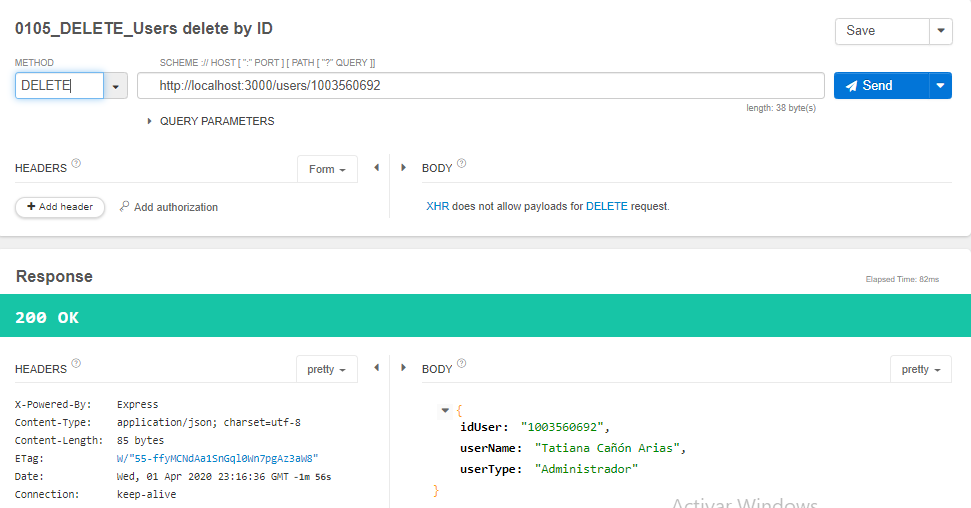 0105_DELETE_Users delete by ID
Save
METHOD
SCHEME :// HOST [ ":" PORT ] [ PATH [ "?" QUERY ]]
DELETE
http://localhost:3000/users/1003560692
Send
length: 38 byte(s)
QUERY PARAMETERS
HEADERS ?
Form
BODY ?
+ Add header
Add authorization
XHR does not allow payloads for DELETE request.
Response
Elapsed Time: 82ms
200 OK
HEADERS ?
pretty
BODY ?
pretty
X-Powered-By: Express
Content-Type: application/json; charset=utf-8
Content-Length: 85 bytes
ETag: W/"55-ffyMCNdAa1SnGql0Wn7pgAz3aW8"
Date: Wed, 01 Apr 2020 23:16:36 GMT -1m 56s
Connection: keep-alive
{
idUser: "1003560692",
userName: "Tatiana Cañón Arias",
userType: "Administrador"
}
Activar Windows